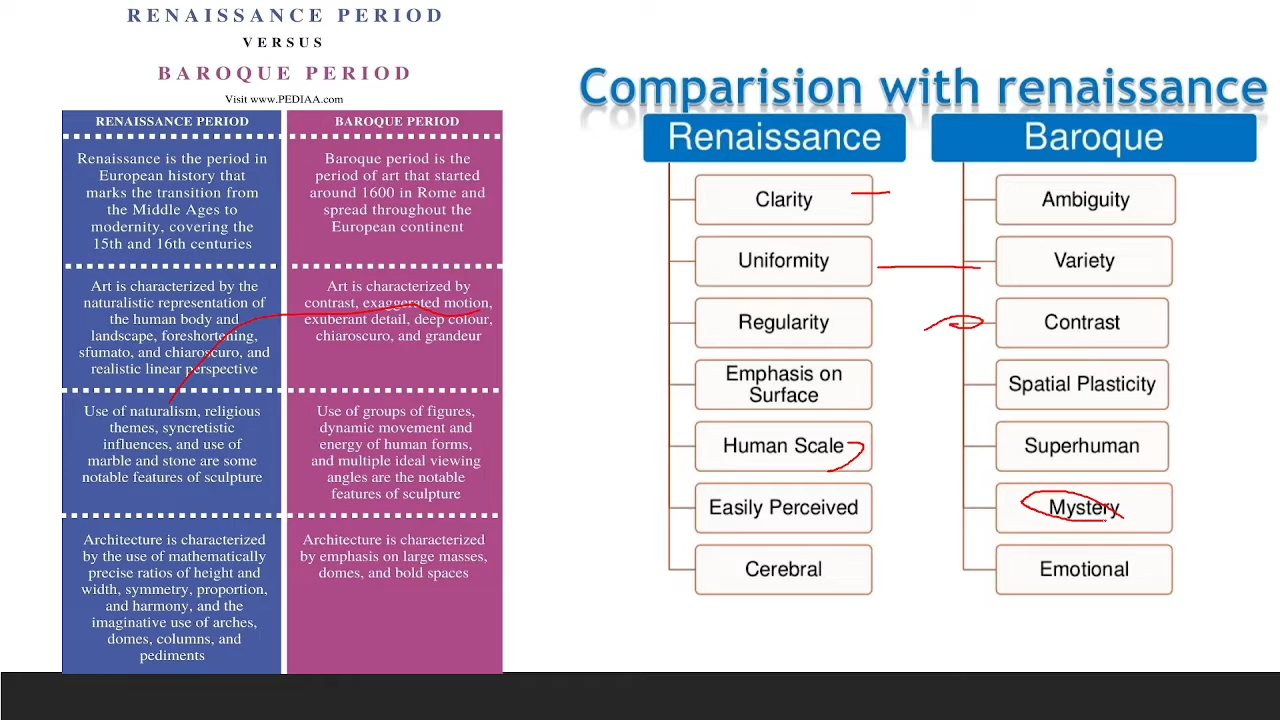 RENAISSANCE PERIOD
VERSUS
BAROQUE PERIOD
Visit www.PEDIAA.com
RENAISSANCE PERIOD
Renaissance is the period in
European history that
marks the transition from
the Middle Ages to
modernity, covering the
15th and 16th centuries
Art is characterized by the
naturalistic representation of
the human body and
landscape, foreshortening,
sfumato, and chiaroscuro, and
realistic linear perspective
Use of naturalism, religious
themes, syncretistic
influences, and use of
marble and stone are some
notable features of sculpture
Architecture is characterized
by the use of mathematically
precise ratios of height and
width, symmetry, proportion,
and harmony, and the
imaginative use of arches,
domes, columns, and
pediments
BAROQUE PERIOD
Baroque period is the
period of art that started
around 1600 in Rome and
spread throughout the
European continent
Art is characterized by
contrast, exaggerated motion,
exuberant detail, deep colour,
chiaroscuro, and grandeur
Use of groups of figures,
dynamic movement and
energy of human forms,
and multiple ideal viewing
angles are the notable
features of sculpture
Architecture is characterized
by emphasis on large masses,
domes, and bold spaces
Comparision with renaissance
Renaissance
Clarity
Uniformity
Regularity
Emphasis on
Surface
Human Scale
Easily Perceived
Cerebral
Baroque
Ambiguity
Variety
Contrast
Spatial Plasticity
Superhuman
Mystery
Emotional